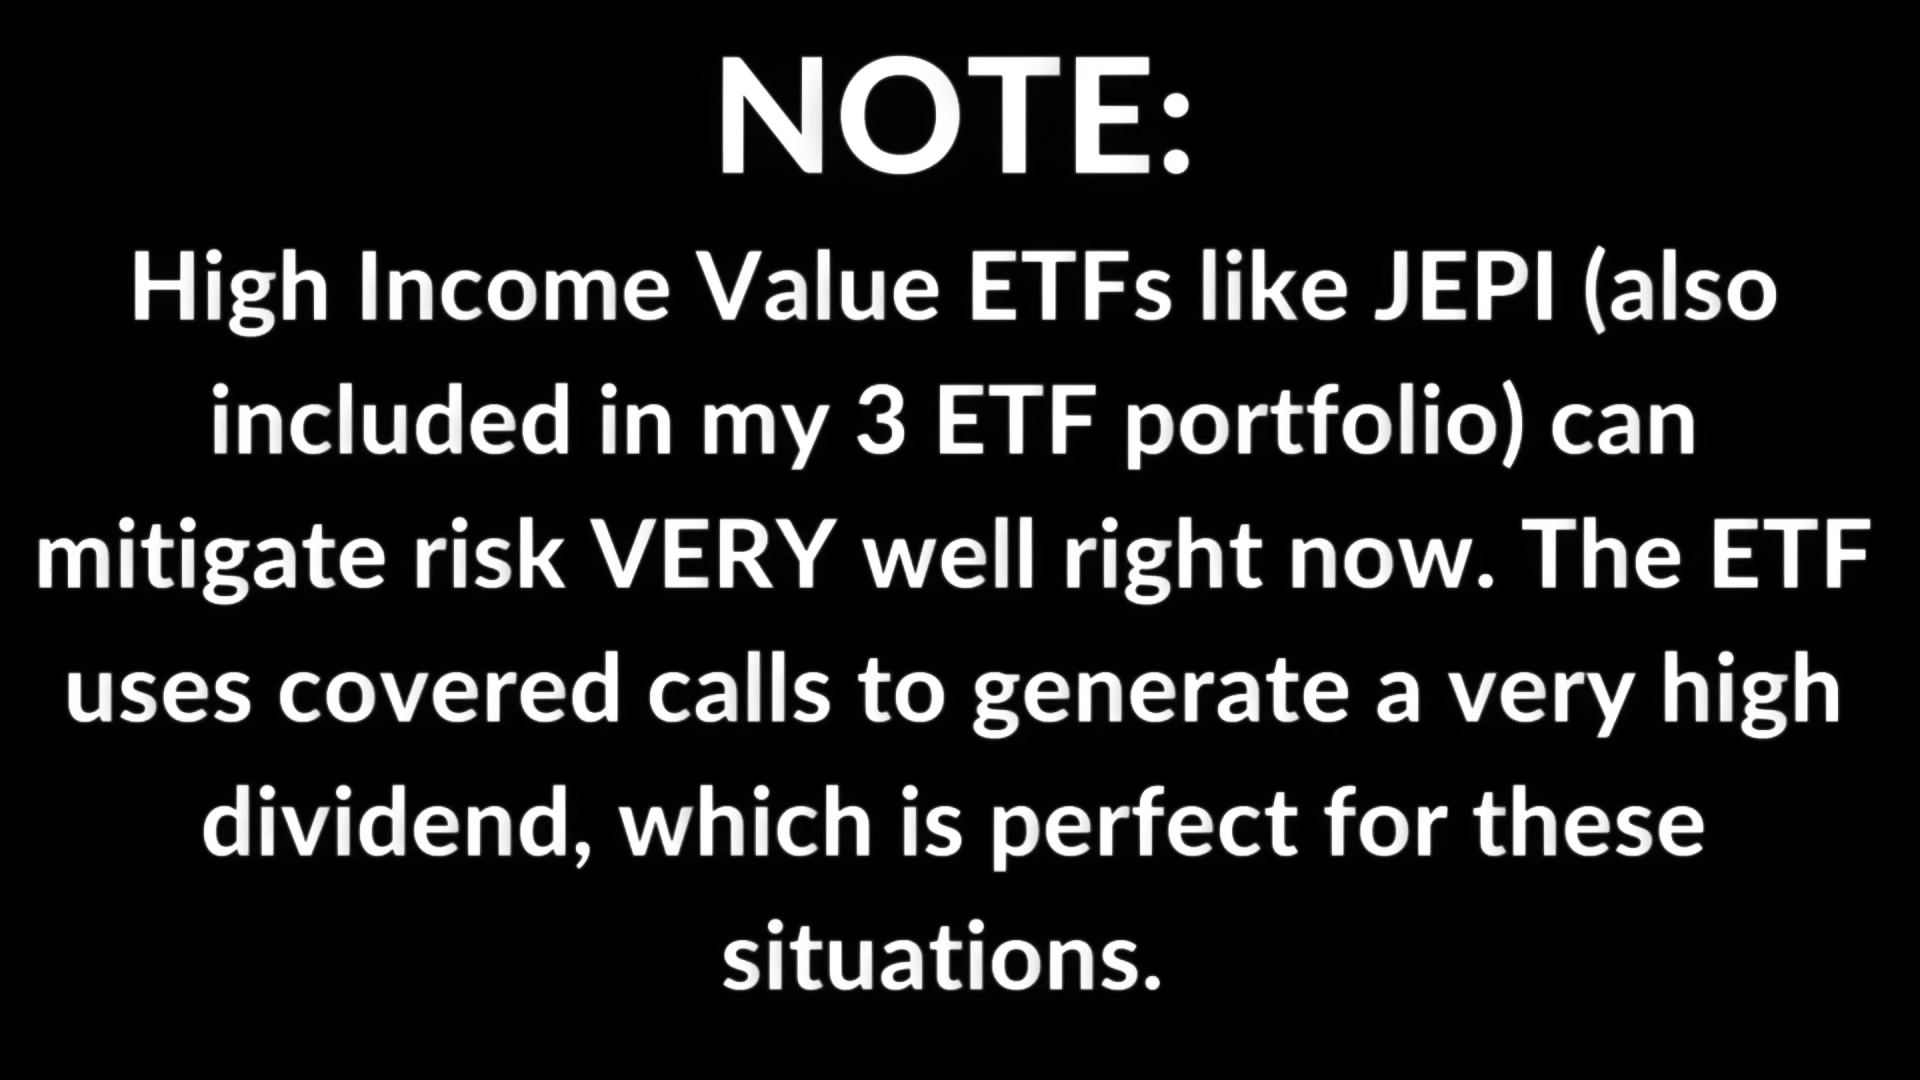 NOTE:
High Income Value ETFs like JEPI (also
included in my 3 ETF portfolio) can
mitigate risk VERY well right now. The ETF
uses covered calls to generate a very high
dividend, which is perfect for these
situations.